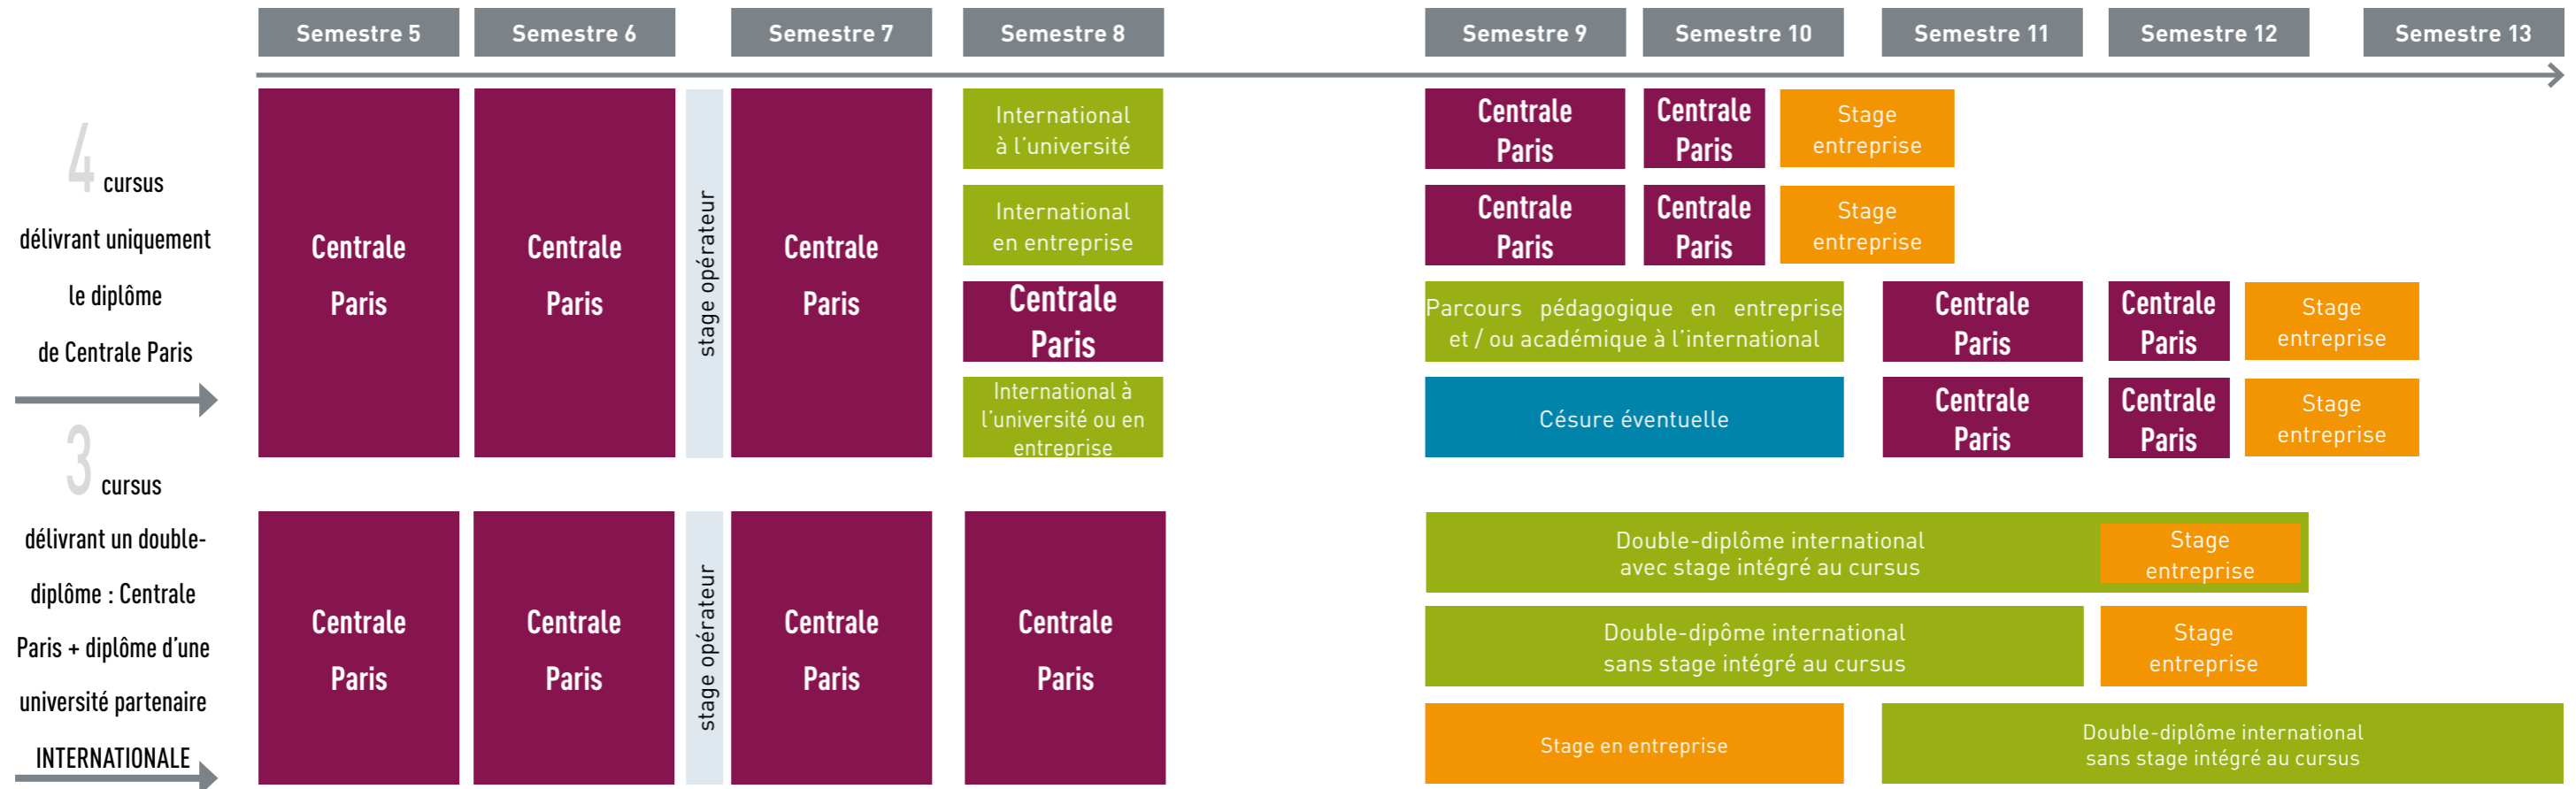 Semestre 5
Semestre 6
Semestre 7
Semestre 8
Semestre 9
Semestre 10
Semestre 11
Semestre 12
Semestre 13
4 cursus
délivrant uniquement
le diplôme
de Centrale Paris
Centrale
Paris
Centrale
Paris
stage opérateur
Centrale
Paris
International
à l'université
Centrale
Paris
Centrale
Paris
Stage
entreprise
International
en entreprise
Centrale
Paris
Centrale
Paris
Stage
entreprise
Centrale
Paris
Parcours pédagogique en entreprise
et / ou académique à l'international
Centrale
Paris
Centrale
Paris
Stage
entreprise
International à
l'université ou en
entreprise
Césure éventuelle
Centrale
Paris
Centrale
Paris
Stage
entreprise
3 cursus
délivrant un double-
diplôme : Centrale
Paris + diplôme d'une
université partenaire
INTERNATIONALE
Centrale
Paris
Centrale
Paris
stage opérateur
Centrale
Paris
Centrale
Paris
Double-diplôme international
avec stage intégré au cursus
Stage
entreprise
Double-dipôme international
sans stage intégré au cursus
Stage
entreprise
Stage en entreprise
Double-diplôme international
sans stage intégré au cursus